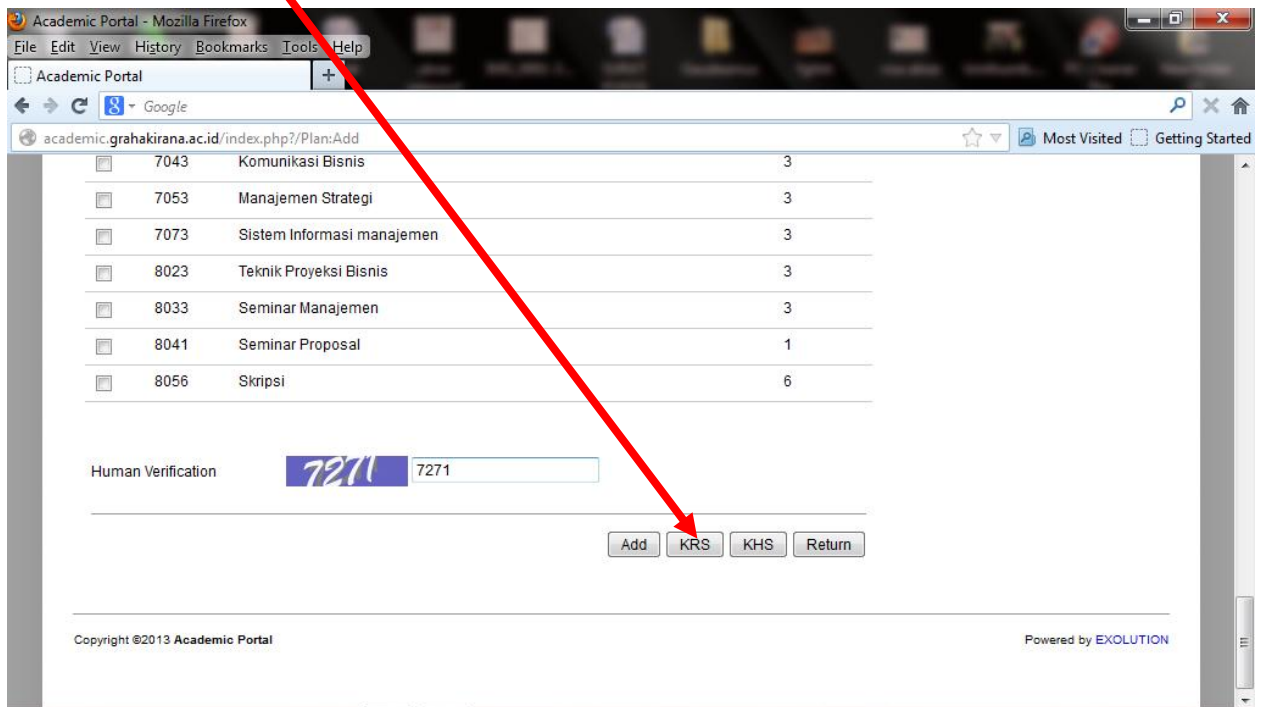 Academic Portal - Mozilla Firefox
File Edit View History Bookmarks Tools Help
Academic Portal +
8 Google
academic.grahakirana.ac.id/index.php?/Plan:Add Most Visited Getting Started
7043 Komunikasi Bisnis 3
7053 Manajemen Strategi 3
7073 Sistem Informasi manajemen 3
8023 Teknik Proyeksi Bisnis 3
8033 Seminar Manajemen 3
8041 Seminar Proposal 1
8056 Skripsi 6
Human Verification 7271 7271
Add KRS KHS Return
Copyright ©2013 Academic Portal Powered by EXOLUTION